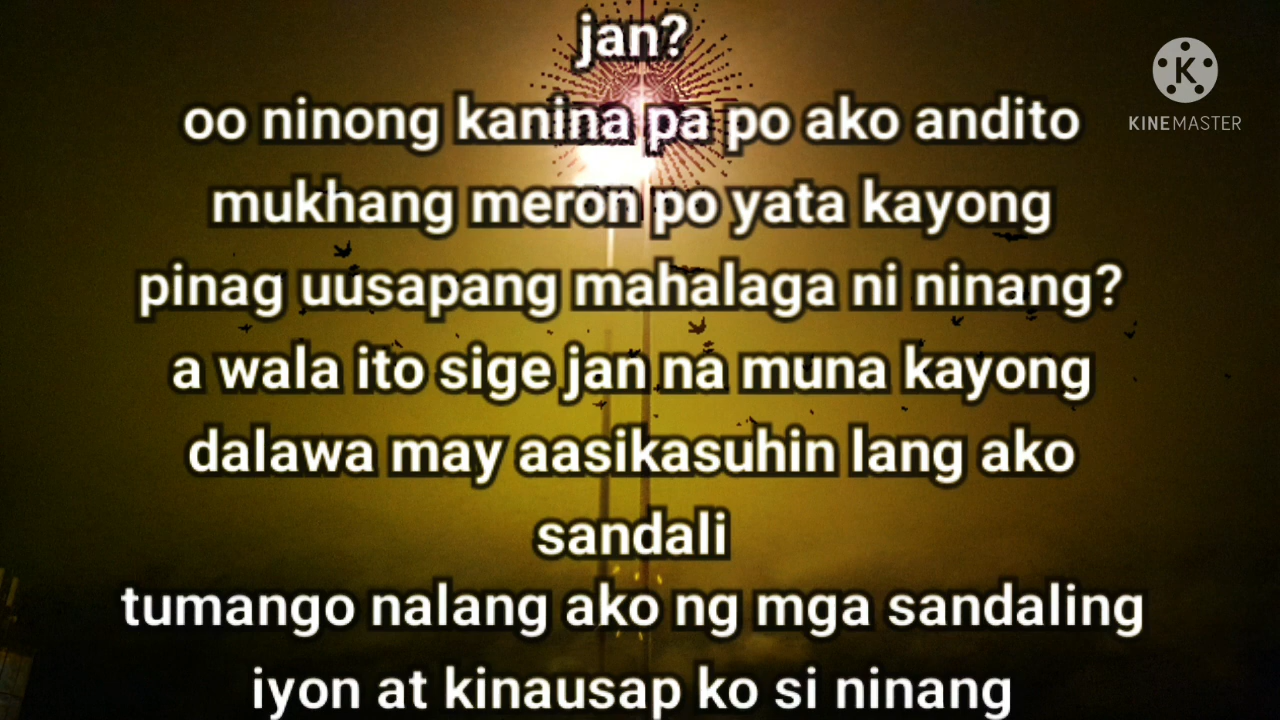 jan?
oo ninong kanina pa po ako andito
mukhang meron po yata kayong
pinag uusapang mahalaga ni ninang?
a wala ito sige jan na muna kayong
dalawa may aasikasuhin lang ako
sandali
tumango nalang ako ng mga sandaling
iyon at kinausap ko si ninang
K
KINEMASTER